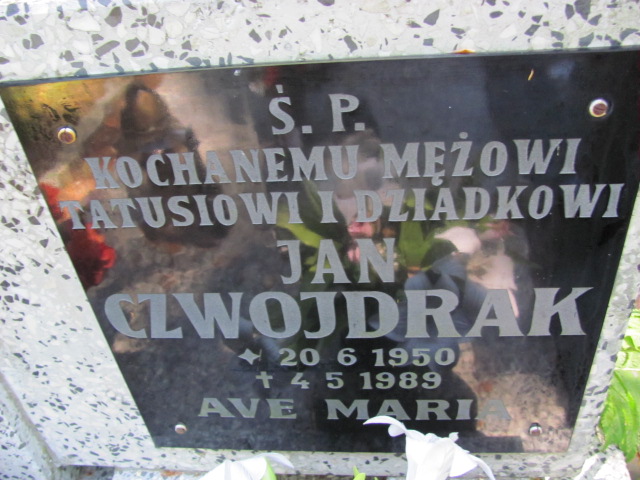 Ś. P.
KOCHANEMU MĘŻOWI
TATUSIOWI I DZIADKOWI
JAN
CZWOJDRAK
✦ 20 6 1950
✝ 4 5 1989
AVE MARIA